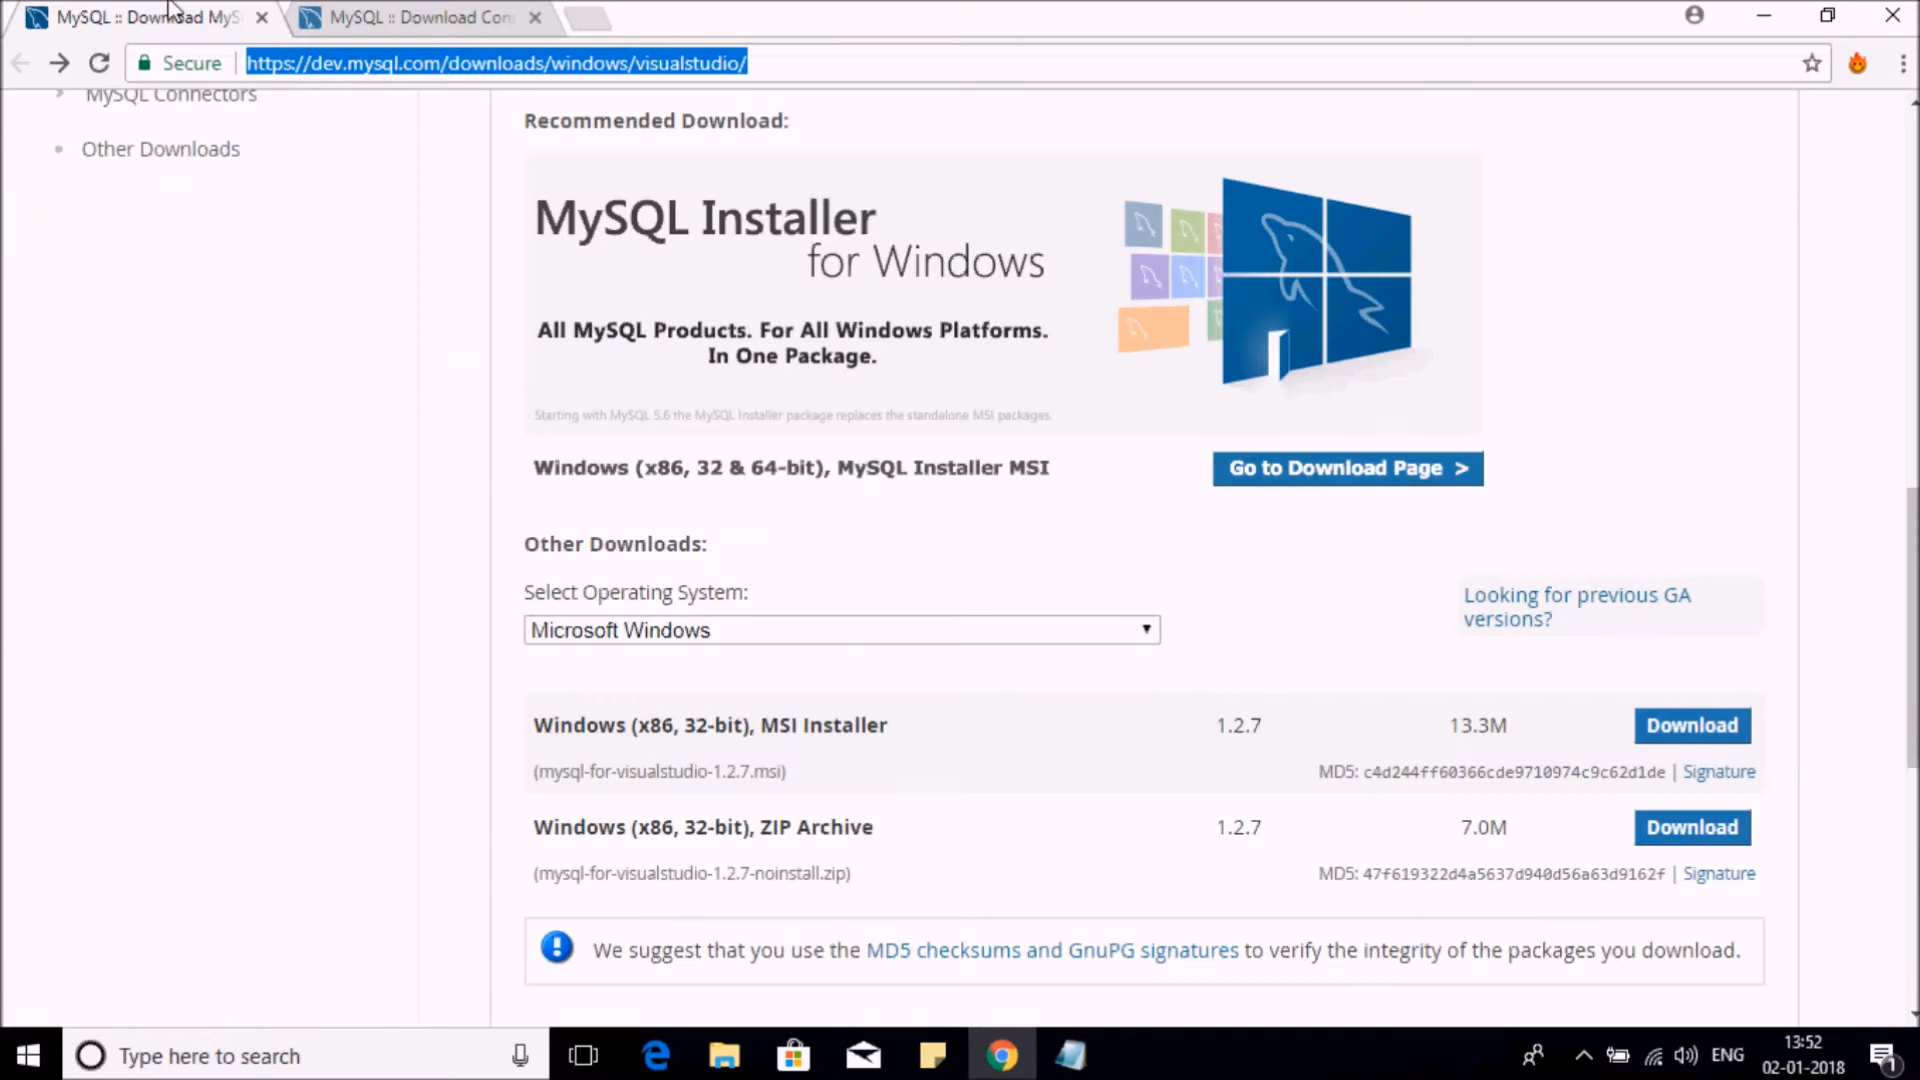 MySQL :: Download MyS
MySQL :: Download Con
Secure
https://dev.mysql.com/downloads/windows/visualstudio/
MySQL Connectors
Other Downloads
Recommended Download:
MySQL Installer
for Windows
All MySQL Products. For All Windows Platforms.
In One Package.
Starting with MySQL 5.6 the MySQL Installer package replaces the standalone MSI packages.
Windows (x86, 32 & 64-bit), MySQL Installer MSI
Go to Download Page >
Other Downloads:
Select Operating System:
Microsoft Windows
Looking for previous GA
versions?
Windows (x86, 32-bit), MSI Installer 1.2.7 13.3M Download
(mysql-for-visualstudio-1.2.7.msi) MD5: c4d244ff60366cde9710974c9c62d1de | Signature
Windows (x86, 32-bit), ZIP Archive 1.2.7 7.0M Download
(mysql-for-visualstudio-1.2.7-noinstall.zip) MD5: 47f619322d4a5637d940d56a63d9162f | Signature
We suggest that you use the MD5 checksums and GnuPG signatures to verify the integrity of the packages you download.
Type here to search
ENG
13:52
02-01-2018
1